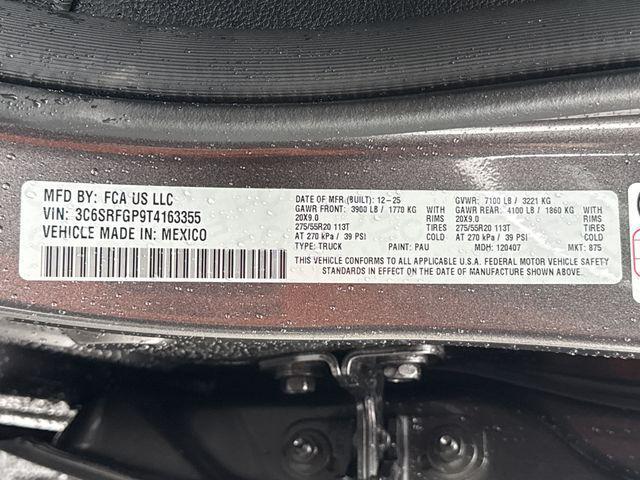 MFD BY: FCA US LLC
VIN: 3C6SRFGP9T4163355
VEHICLE MADE IN: MEXICO
DATE OF MFR (BUILT): 12-25
GAWR FRONT: 3900 LB / 1770 KG WITH
20X9.0 RIMS
275/55R20 113T TIRES
AT 270 kPa / 39 PSI COLD
TYPE: TRUCK PAINT: PAU
GVWR: 7100 LB / 3221 KG
GAWR REAR: 4100 LB / 1860 KG WITH
20X9.0 RIMS
275/55R20 113T TIRES
AT 270 kPa / 39 PSI COLD
MDH: 120407 MKT: 875
THIS VEHICLE CONFORMS TO ALL APPLICABLE U.S.A. FEDERAL MOTOR VEHICLE SAFETY
STANDARDS IN EFFECT ON THE DATE OF MANUFACTURE SHOWN ABOVE.